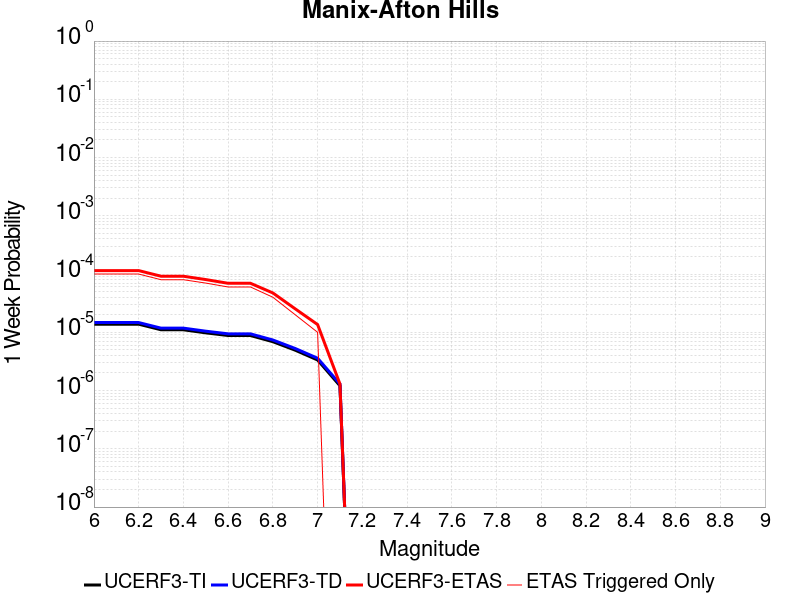 Manix-Afton Hills
10^0
10^-1
10^-2
10^-3
10^-4
10^-5
10^-6
10^-7
10^-8
1 Week Probability
6 6.2 6.4 6.6 6.8 7 7.2 7.4 7.6 7.8 8 8.2 8.4 8.6 8.8 9
Magnitude
UCERF3-TI UCERF3-TD UCERF3-ETAS ETAS Triggered Only